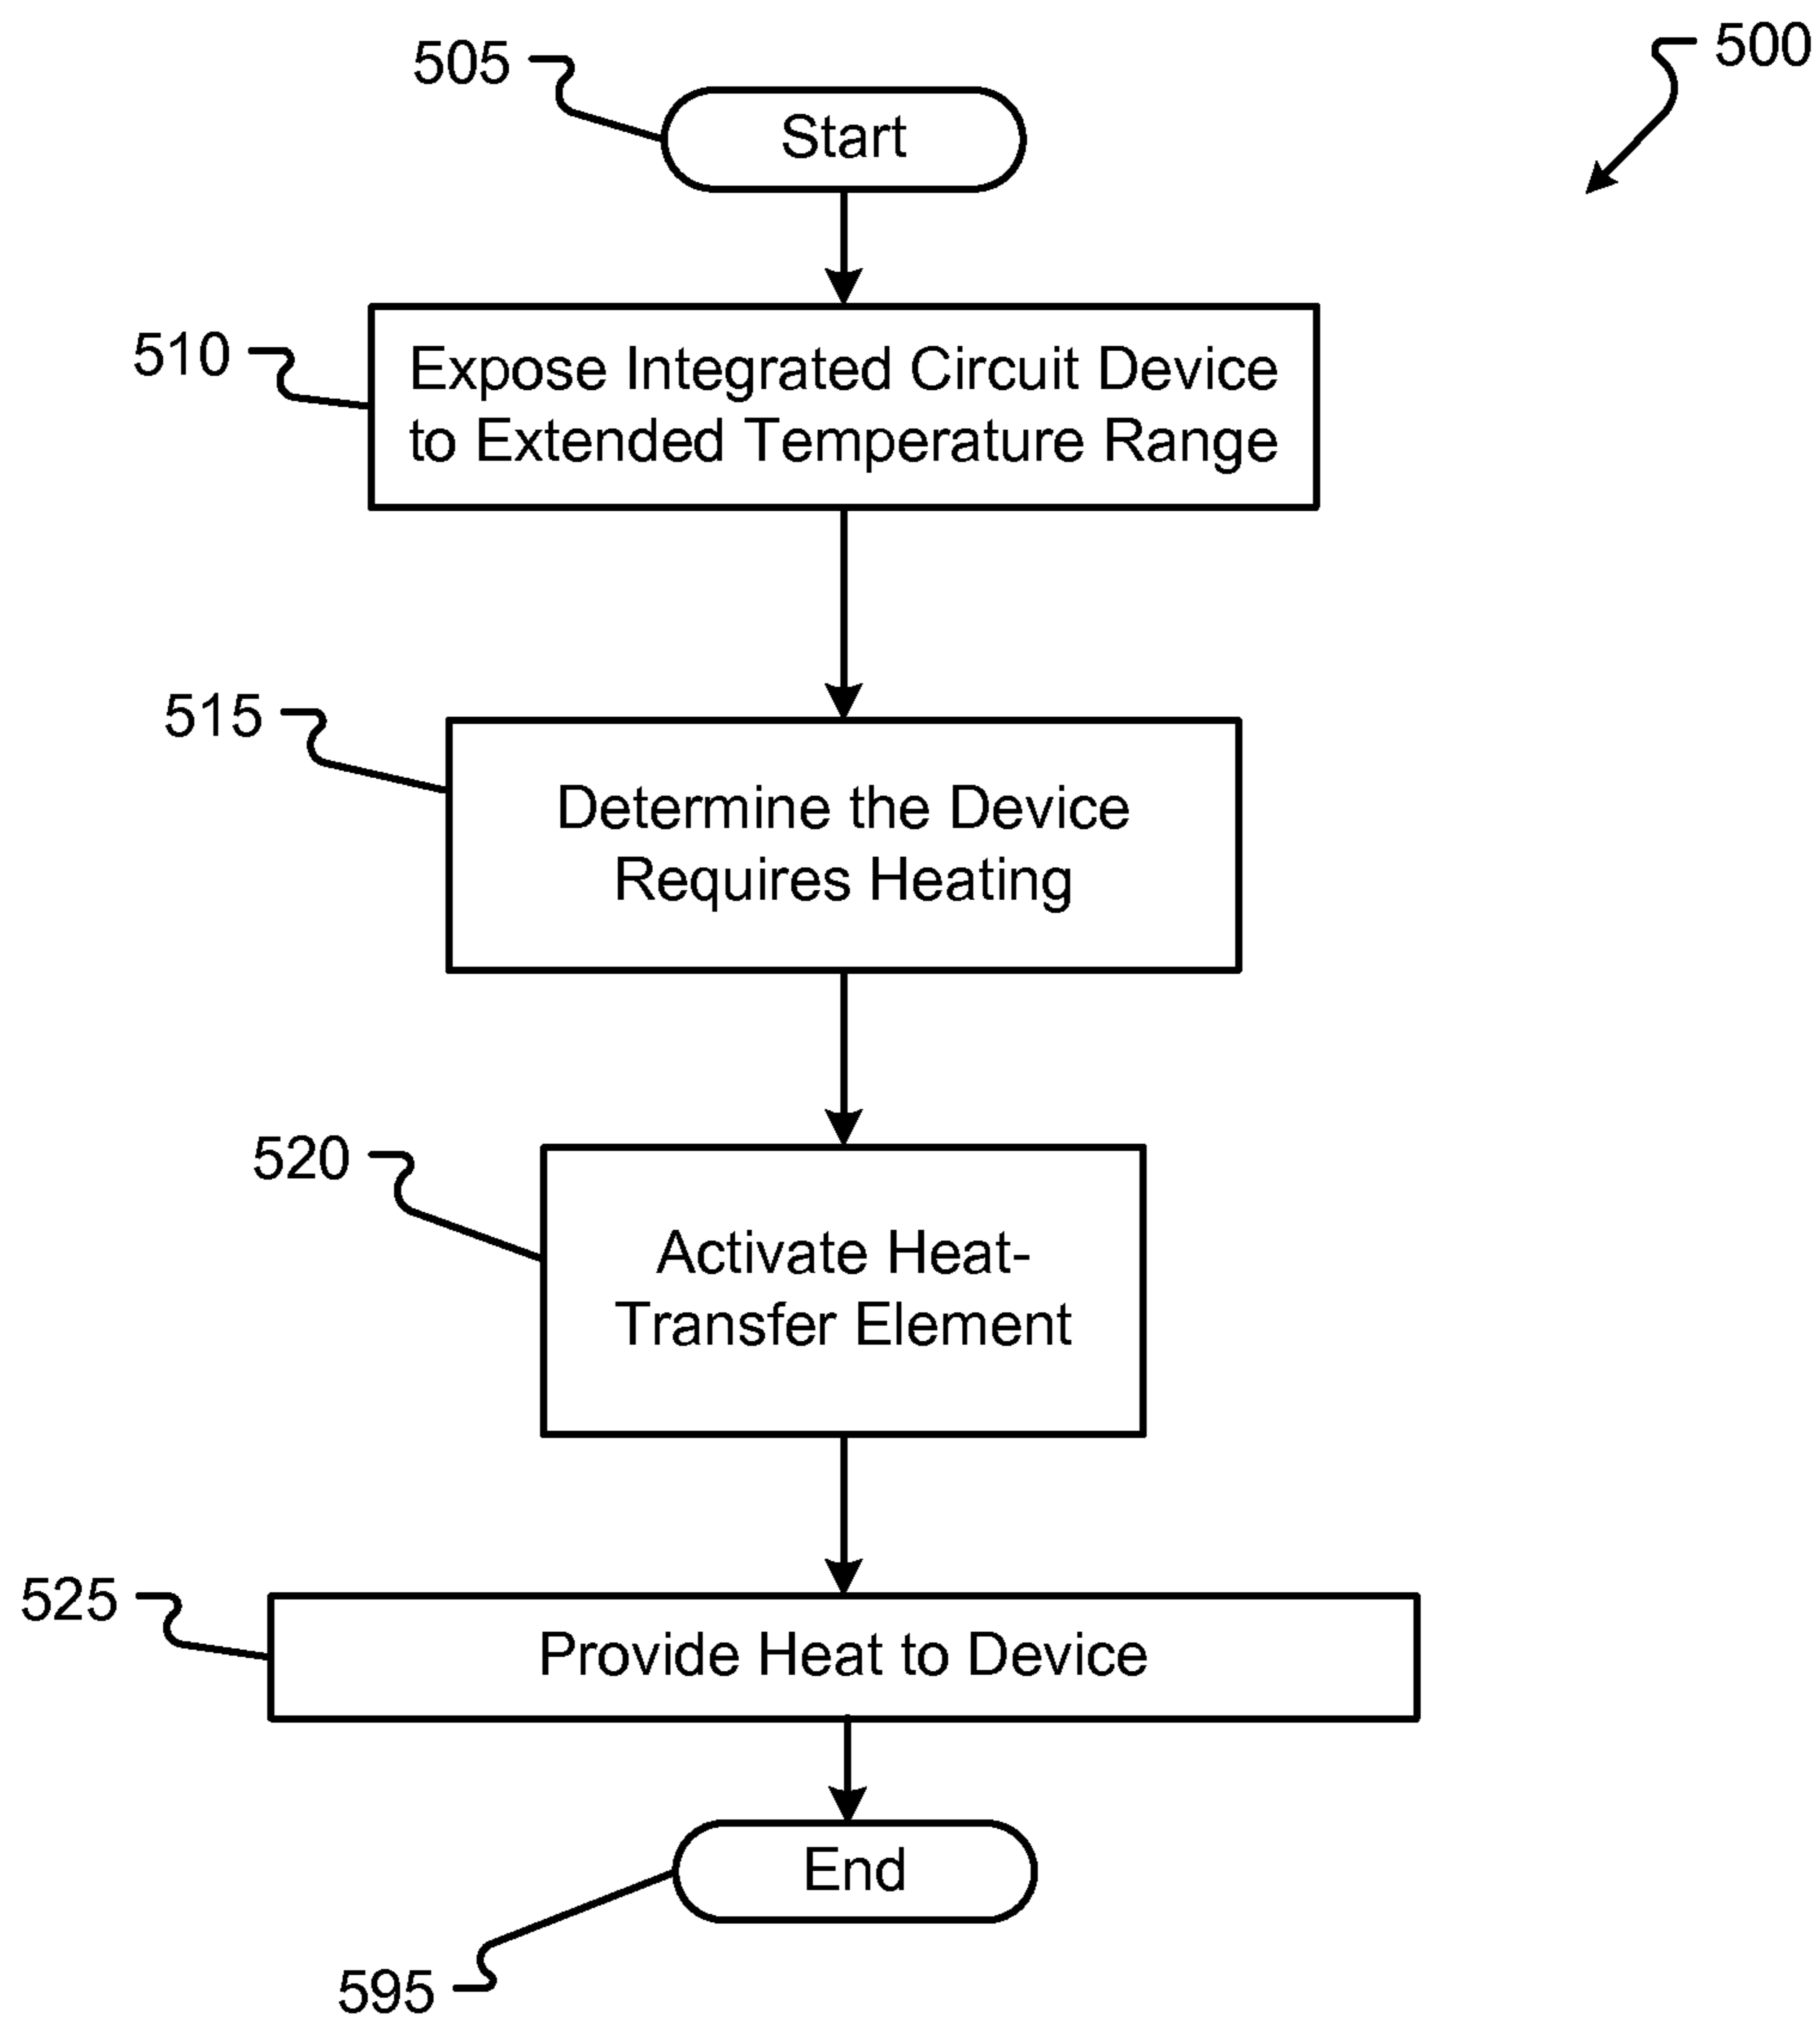 500
505
Start
510
Expose Integrated Circuit Device
to Extended Temperature Range
515
Determine the Device
Requires Heating
520
Activate Heat-
Transfer Element
525
Provide Heat to Device
End
595